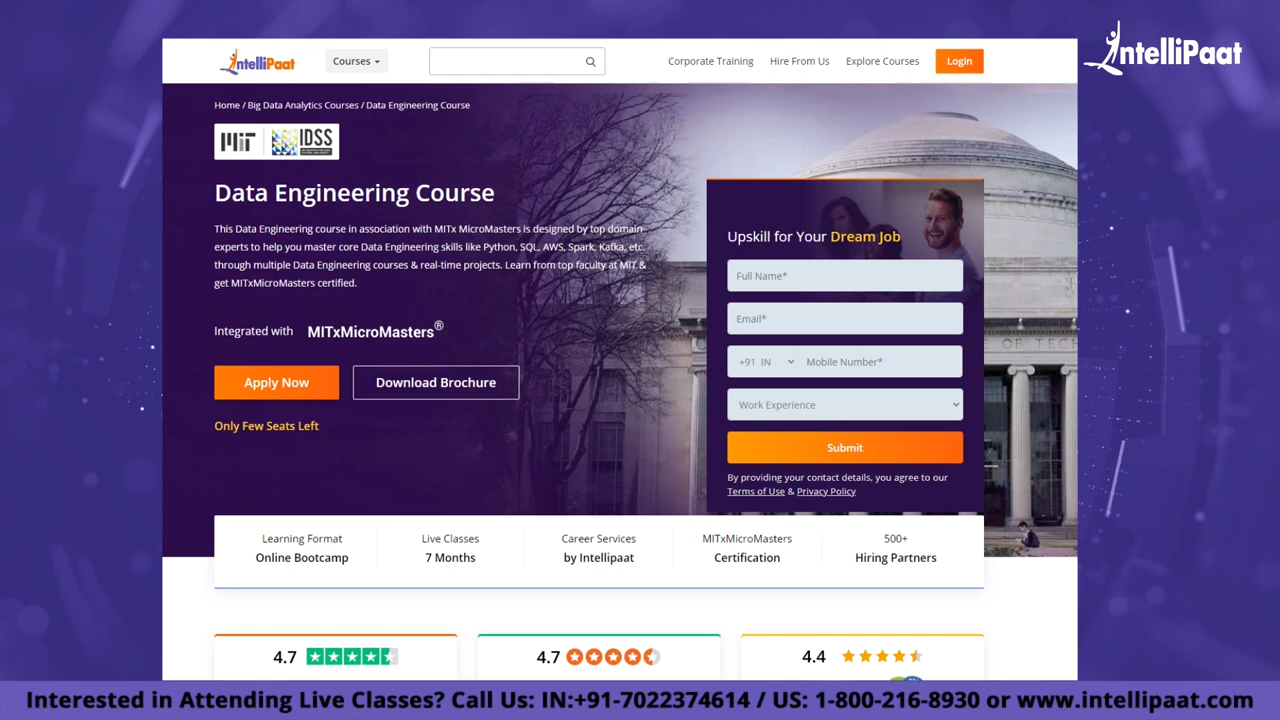 IntelliPaat
IntelliPaat
Courses
Corporate Training
Hire From Us
Explore Courses
Login
Home / Big Data Analytics Courses / Data Engineering Course
MIT
IDSS
Data Engineering Course
This Data Engineering course in association with MITx MicroMasters is designed by top domain
experts to help you master core Data Engineering skills like Python, SQL, AWS, Spark, Kafka, etc.
through multiple Data Engineering courses & real-time projects. Learn from top faculty at MIT &
get MITxMicroMasters certified.
Integrated with MITxMicroMasters®
Apply Now
Download Brochure
Only Few Seats Left
Upskill for Your Dream Job
Full Name*
Email*
+91 IN
Mobile Number*
Work Experience
Submit
By providing your contact details, you agree to our
Terms of Use & Privacy Policy
Learning Format
Online Bootcamp
Live Classes
7 Months
Career Services
by Intellipaat
MITxMicroMasters
Certification
500+
Hiring Partners
4.7
4.7
4.4
Interested in Attending Live Classes? Call Us: IN:+91-7022374614 / US: 1-800-216-8930 or www.intellipaat.com